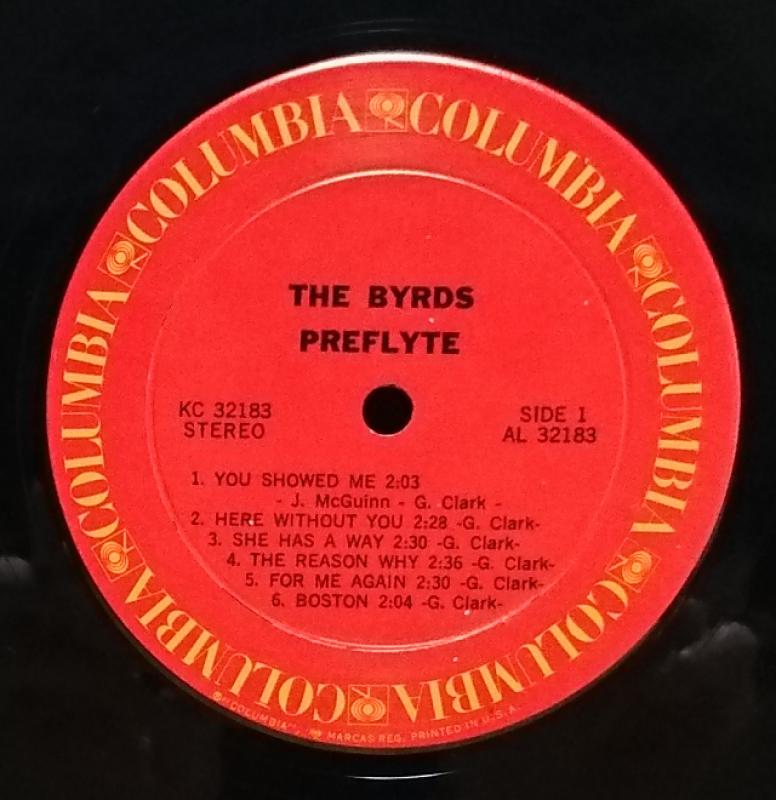 COLUMBIA COLUMBIA COLUMBIA COLUMBIA COLUMBIA COLUMBIA COLUMBIA COLUMBIA
THE BYRDS
PREFLYTE
KC 32183
STEREO
SIDE 1
AL 32183
1. YOU SHOWED ME 2:03
- J. McGuinn - G. Clark -
2. HERE WITHOUT YOU 2:28 -G. Clark-
3. SHE HAS A WAY 2:30 -G. Clark-
4. THE REASON WHY 2:36 -G. Clark-
5. FOR ME AGAIN 2:30 -G. Clark-
6. BOSTON 2:04 -G. Clark-
"COLUMBIA", MARCAS REG. PRINTED IN U.S.A.